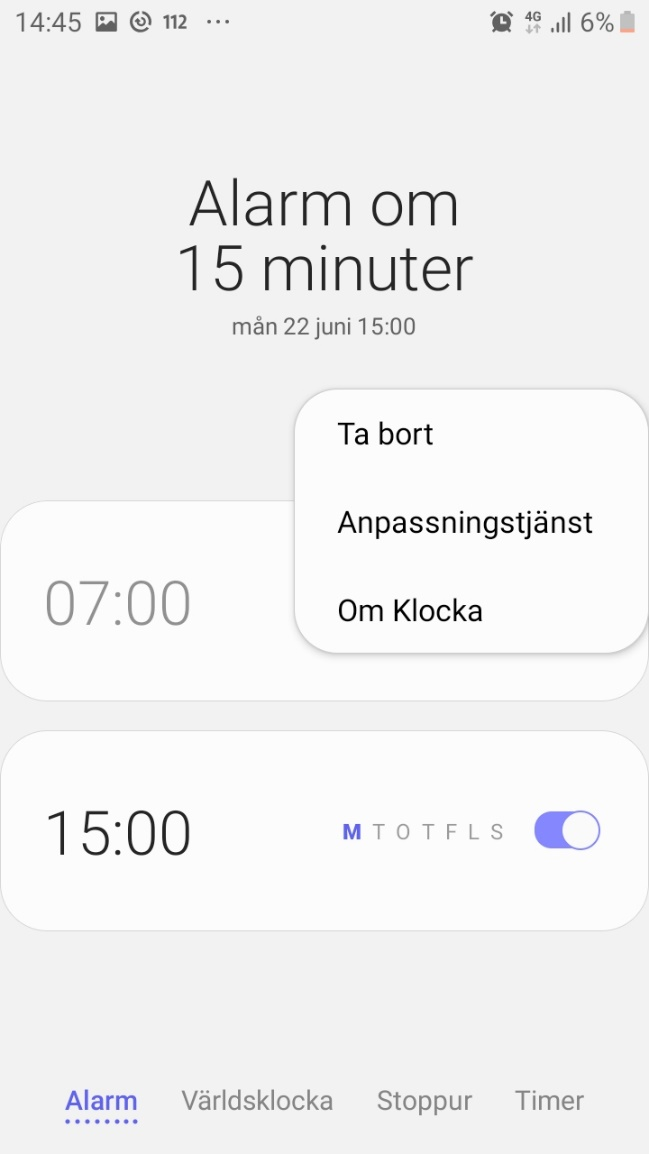 14:45 112 ... 4G 6%
Alarm om
15 minuter
mån 22 juni 15:00
Ta bort
Anpassningstjänst
Om Klocka
07:00
15:00 M T O T F L S
Alarm Världsklocka Stoppur Timer